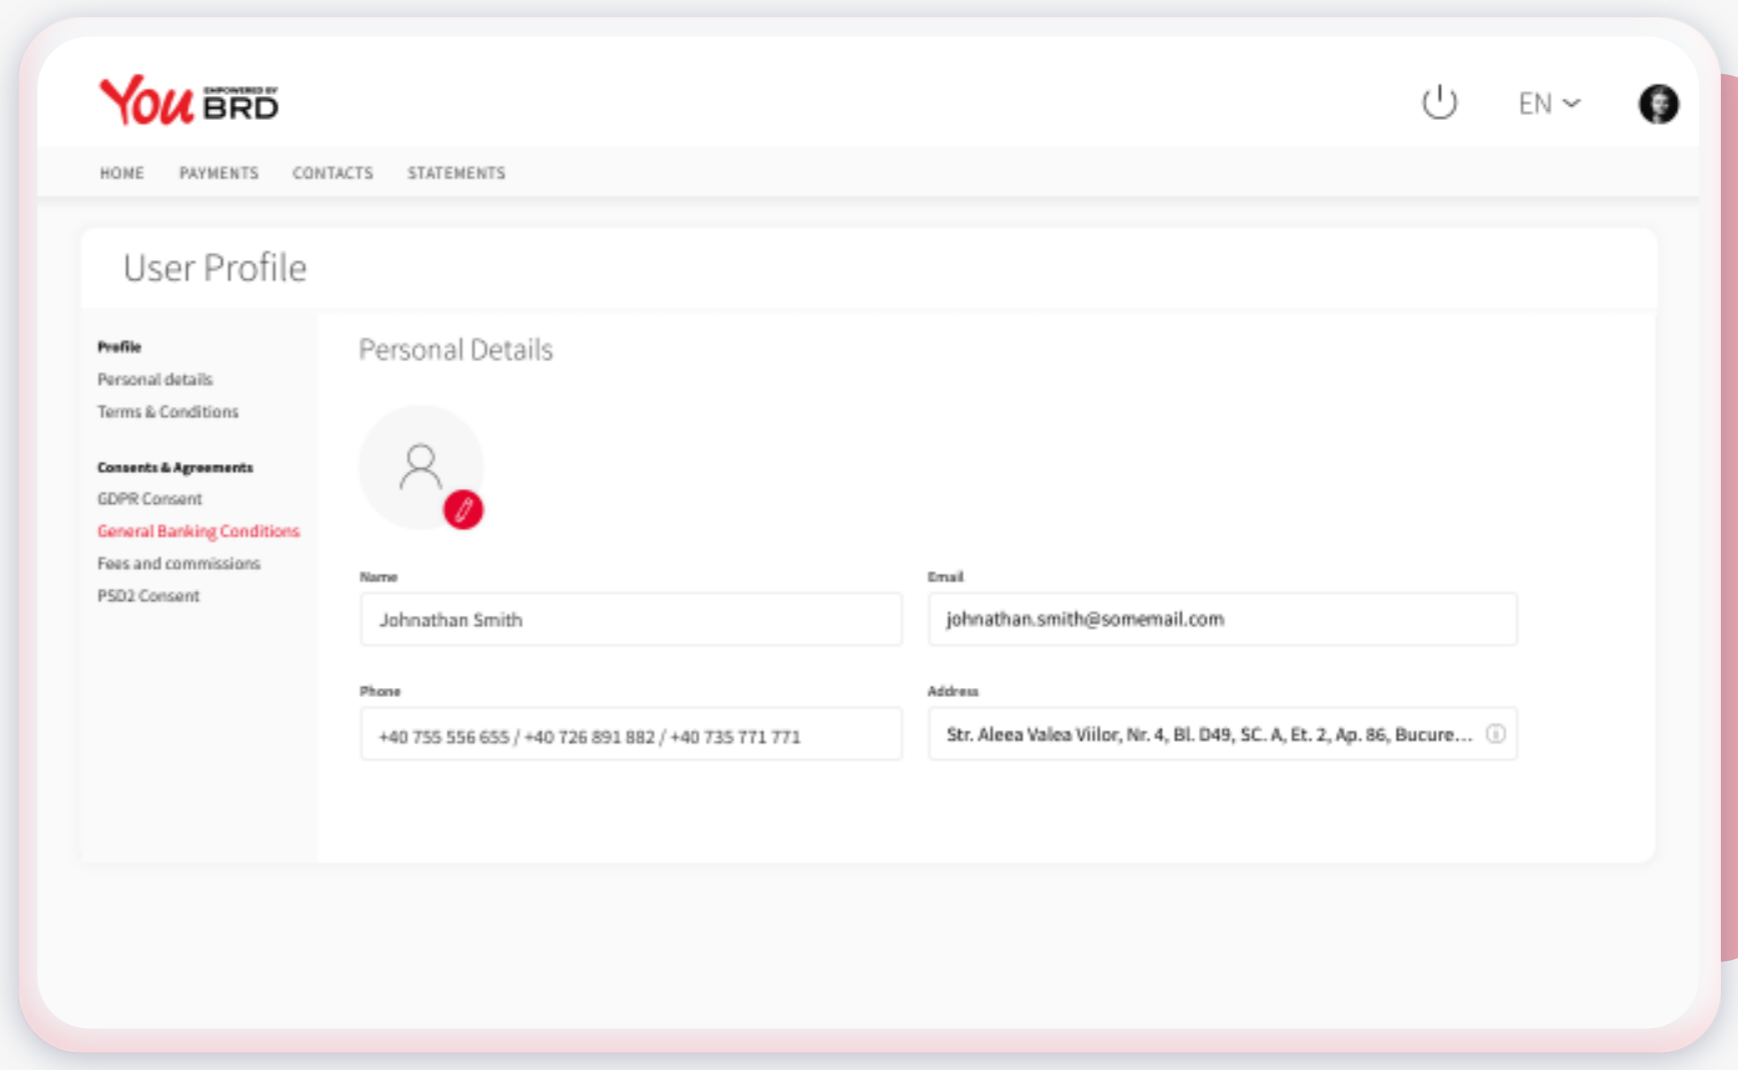 You EMPOWERED BY BRD
EN
HOME PAYMENTS CONTACTS STATEMENTS
User Profile
Profile
Personal details
Terms & Conditions
Consents & Agreements
GDPR Consent
General Banking Conditions
Fees and commissions
PSD2 Consent
Personal Details
Name
Johnathan Smith
Email
johnathan.smith@somemail.com
Phone
+40 755 556 655 / +40 726 891 882 / +40 735 771 771
Address
Str. Aleea Valea Viilor, Nr. 4, Bl. D49, SC. A, Et. 2, Ap. 86, Bucure...